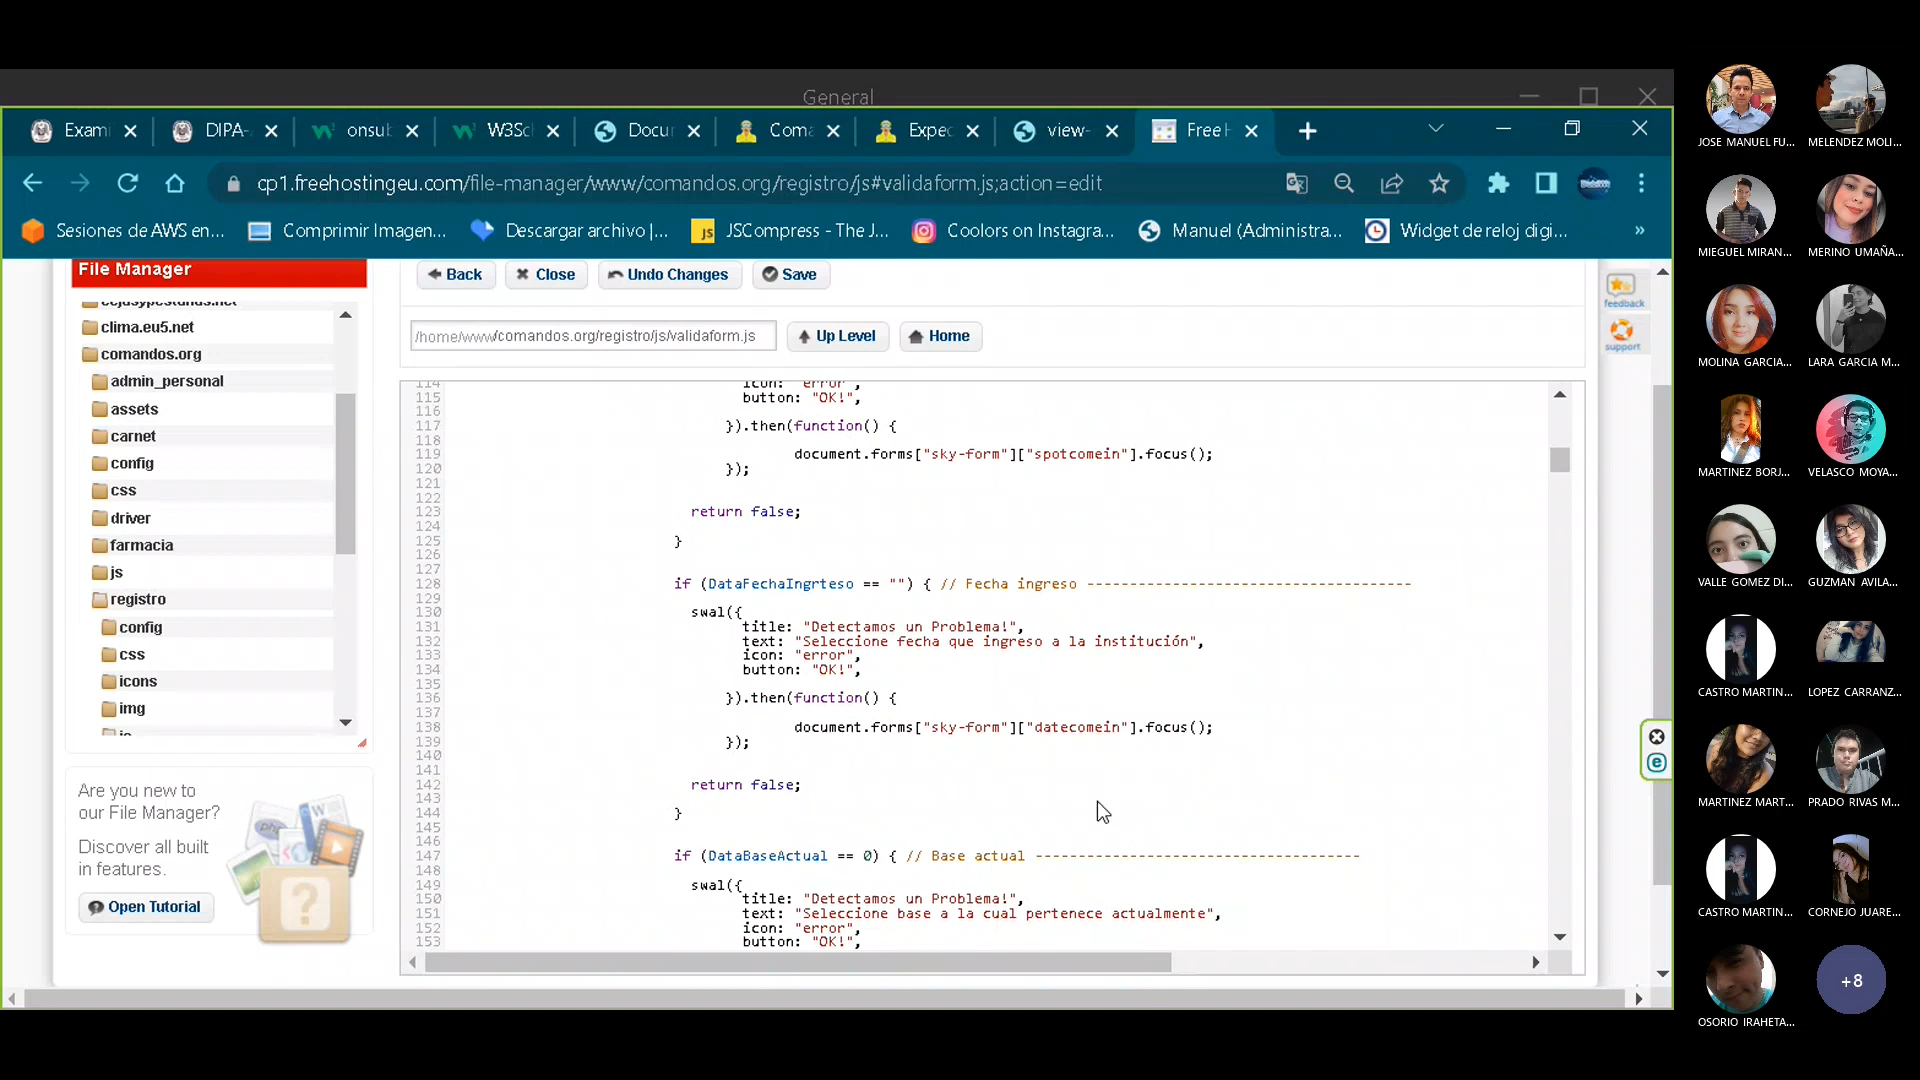 General
Exami
DIPA-
onsub
W3Sch
Docu
Coma
Expec
view-
Free H
cp1.freehostingeu.com/file-manager/www/comandos.org/registro/js#validaform.js;action=edit
Sesiones de AWS en...
Comprimir Imagen...
Descargar archivo |...
JS
JSCompress - The J...
Coolors on Instagra...
Manuel (Administra...
Widget de reloj digi...
»
File Manager
clima.eu5.net
comandos.org
admin_personal
assets
carnet
config
css
driver
farmacia
js
registro
config
css
icons
img
js
Are you new to
our File Manager?
Discover all built
in features.
Open Tutorial
Back
Close
Undo Changes
Save
/home/www/comandos.org/registro/js/validaform.js
Up Level
Home
114 icon: "error",
115 button: "OK!",
116
117 }).then(function() {
118
119 document.forms["sky-form"]["spotcomein"].focus();
120 });
121
122
123 return false;
124
125 }
126
127
128 if (DataFechaIngrteso == "") { // Fecha ingreso --------------------------------------
129
130 swal({
131 title: "Detectamos un Problema!",
132 text: "Seleccione fecha que ingreso a la institución",
133 icon: "error",
134 button: "OK!",
135
136 }).then(function() {
137
138 document.forms["sky-form"]["datecomein"].focus();
139 });
140
141
142 return false;
143
144 }
145
146
147 if (DataBaseActual == 0) { // Base actual --------------------------------------
148
149 swal({
150 title: "Detectamos un Problema!",
151 text: "Seleccione base a la cual pertenece actualmente",
152 icon: "error",
153 button: "OK!",
feedback
support
JOSE MANUEL FU...
MELENDEZ MOLI...
MIEGUEL MIRAN...
MERINO UMAÑA...
MOLINA GARCIA...
LARA GARCIA M...
MARTINEZ BORJ...
VELASCO MOYA...
VALLE GOMEZ DI...
GUZMAN AVILA...
CASTRO MARTIN...
LOPEZ CARRANZ...
MARTINEZ MART...
PRADO RIVAS M...
CASTRO MARTIN...
CORNEJO JUARE...
OSORIO IRAHETA...
+8